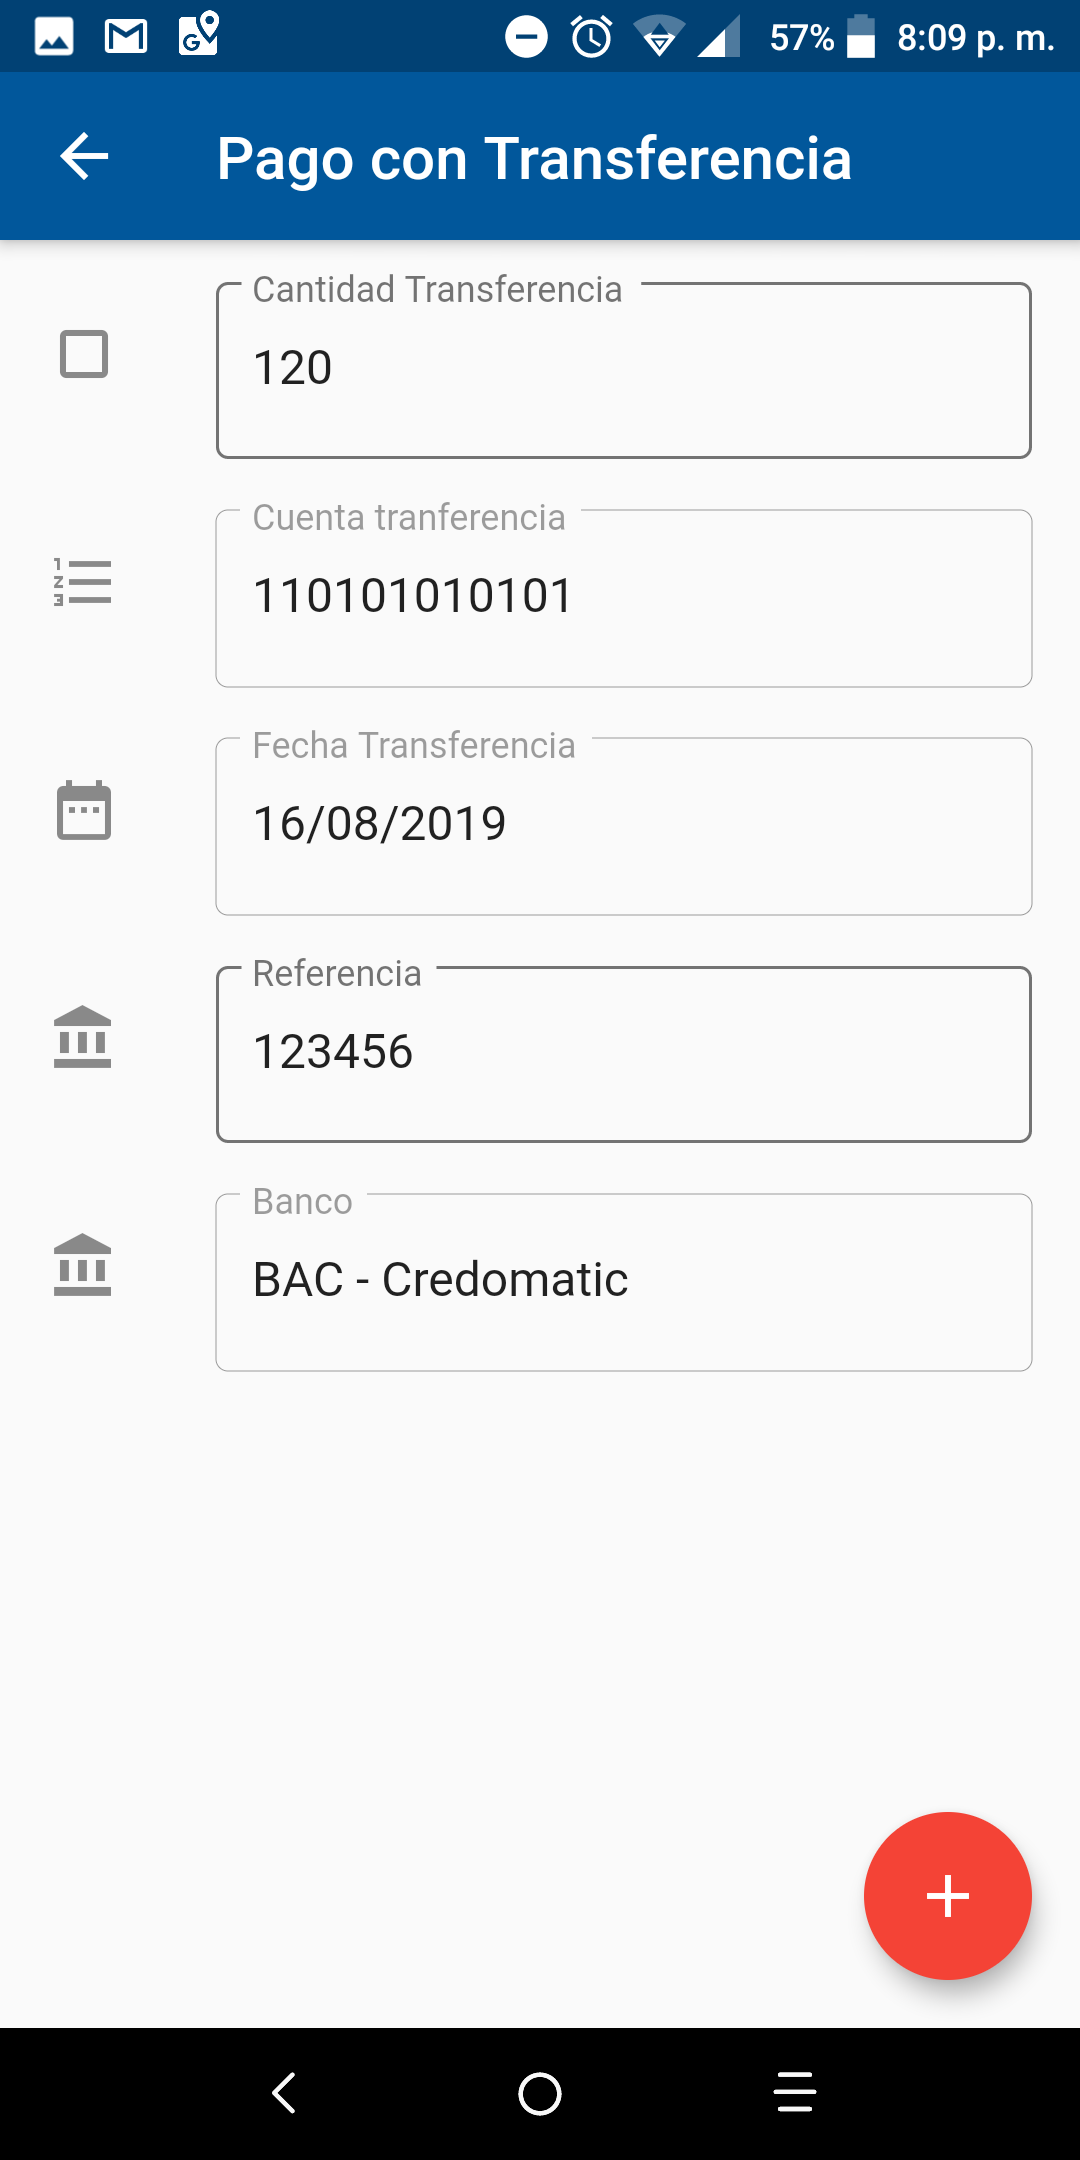 57% 8:09 p. m.
Pago con Transferencia
Cantidad Transferencia
120
Cuenta tranferencia
110101010101
Fecha Transferencia
16/08/2019
Referencia
123456
Banco
BAC - Credomatic